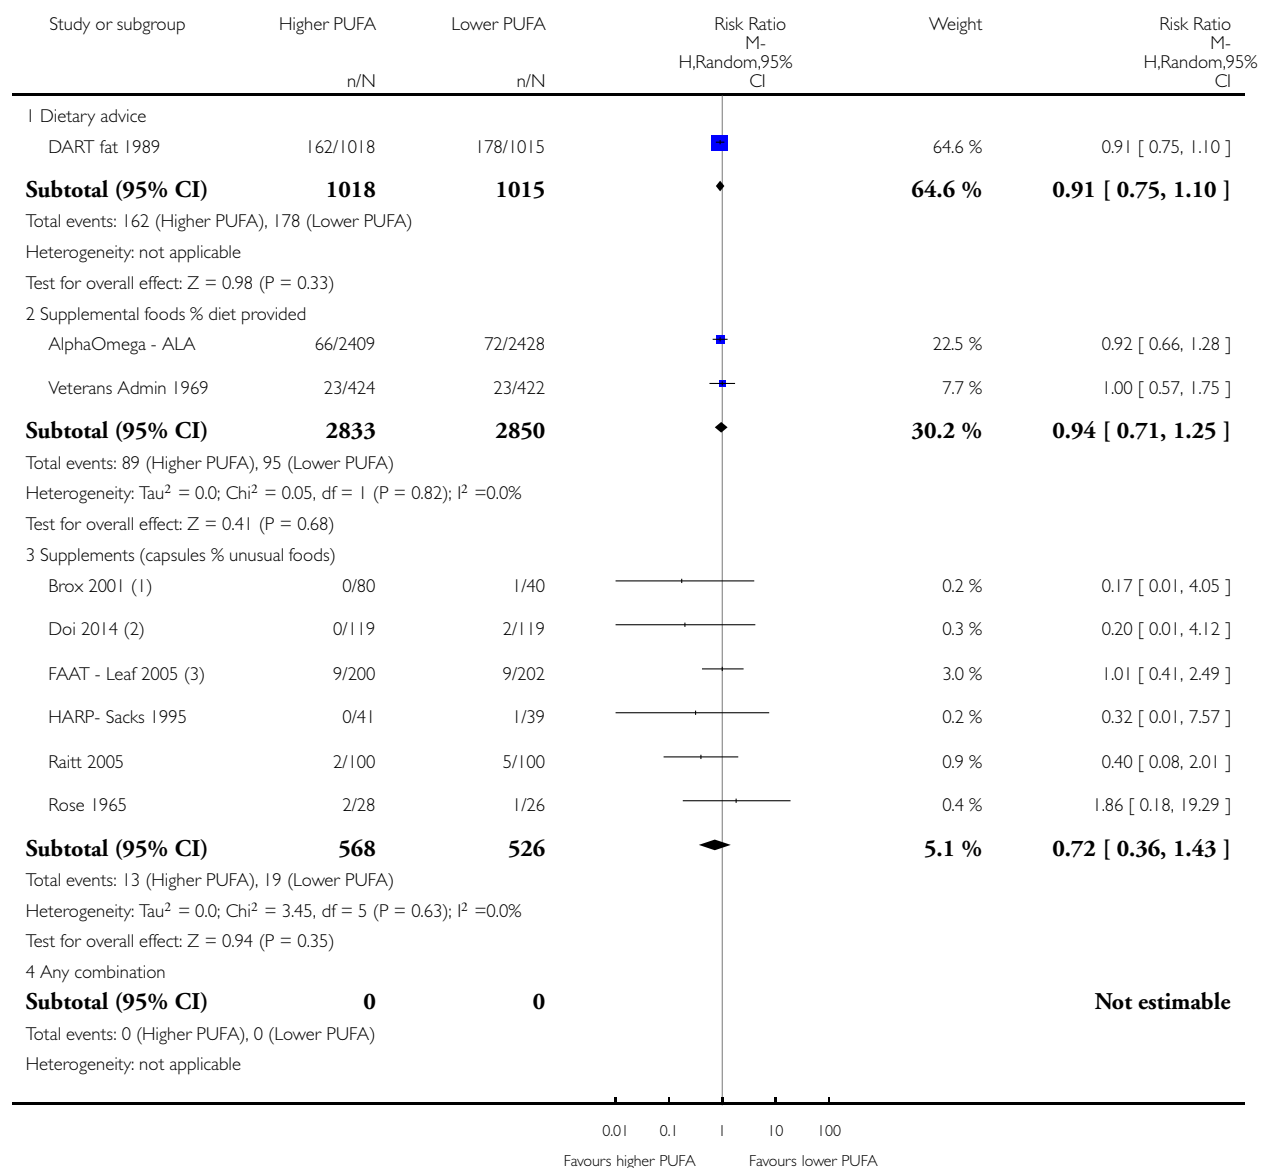 Study or subgroup Higher PUFA Lower PUFA Risk Ratio Weight Risk Ratio
M- M-
H,Random,95% H,Random,95%
n/N n/N CI CI
1 Dietary advice
DART fat 1989 162/1018 178/1015 64.6 % 0.91 [ 0.75, 1.10 ]
Subtotal (95% CI) 1018 1015 64.6 % 0.91 [ 0.75, 1.10 ]
Total events: 162 (Higher PUFA), 178 (Lower PUFA)
Heterogeneity: not applicable
Test for overall effect: Z = 0.98 (P = 0.33)
2 Supplemental foods % diet provided
AlphaOmega - ALA 66/2409 72/2428 22.5 % 0.92 [ 0.66, 1.28 ]
Veterans Admin 1969 23/424 23/422 7.7 % 1.00 [ 0.57, 1.75 ]
Subtotal (95% CI) 2833 2850 30.2 % 0.94 [ 0.71, 1.25 ]
Total events: 89 (Higher PUFA), 95 (Lower PUFA)
Heterogeneity: Tau² = 0.0; Chi² = 0.05, df = 1 (P = 0.82); I² =0.0%
Test for overall effect: Z = 0.41 (P = 0.68)
3 Supplements (capsules % unusual foods)
Brox 2001 (1) 0/80 1/40 0.2 % 0.17 [ 0.01, 4.05 ]
Doi 2014 (2) 0/119 2/119 0.3 % 0.20 [ 0.01, 4.12 ]
FAAT - Leaf 2005 (3) 9/200 9/202 3.0 % 1.01 [ 0.41, 2.49 ]
HARP- Sacks 1995 0/41 1/39 0.2 % 0.32 [ 0.01, 7.57 ]
Raitt 2005 2/100 5/100 0.9 % 0.40 [ 0.08, 2.01 ]
Rose 1965 2/28 1/26 0.4 % 1.86 [ 0.18, 19.29 ]
Subtotal (95% CI) 568 526 5.1 % 0.72 [ 0.36, 1.43 ]
Total events: 13 (Higher PUFA), 19 (Lower PUFA)
Heterogeneity: Tau² = 0.0; Chi² = 3.45, df = 5 (P = 0.63); I² =0.0%
Test for overall effect: Z = 0.94 (P = 0.35)
4 Any combination
Subtotal (95% CI) 0 0 Not estimable
Total events: 0 (Higher PUFA), 0 (Lower PUFA)
Heterogeneity: not applicable
0.01 0.1 1 10 100
Favours higher PUFA Favours lower PUFA